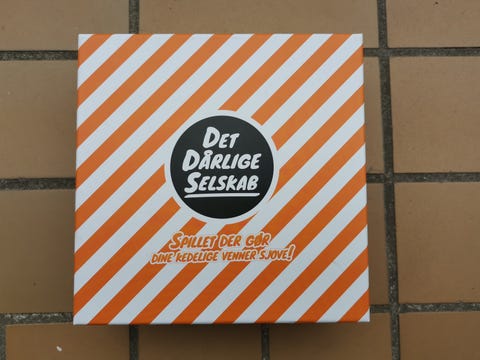 DET
DÅRLIGE
SELSKAB
SPILLET DER GØR
DINE KEDELIGE VENNER SJOVE!